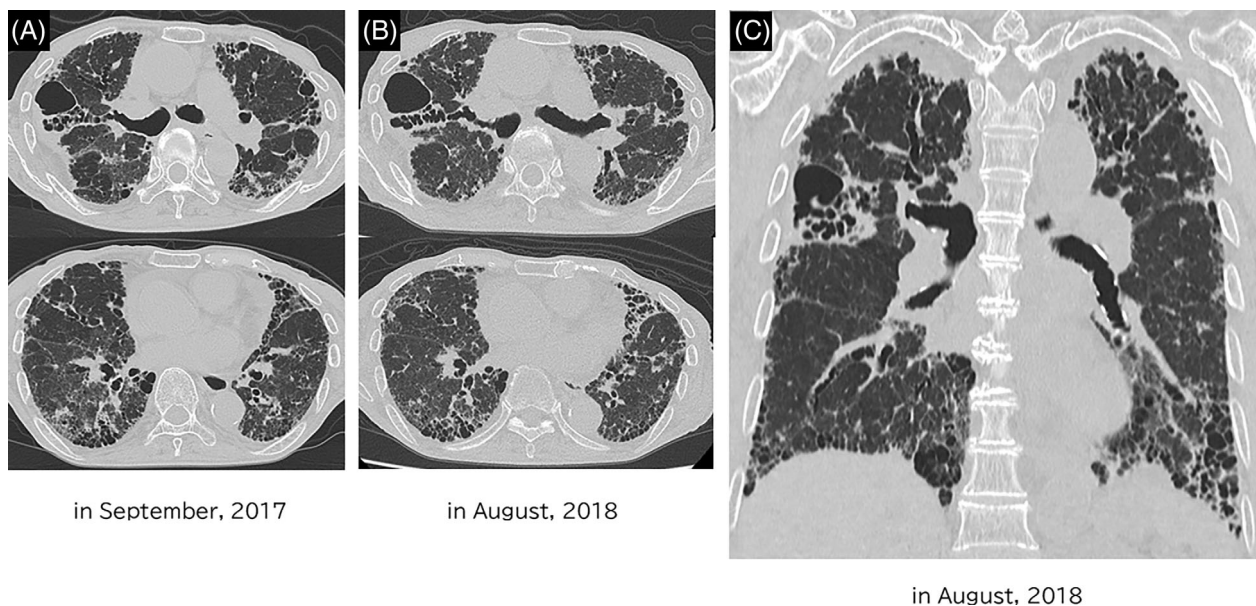 (A)
(B)
(C)
in September, 2017
in August, 2018
in August, 2018